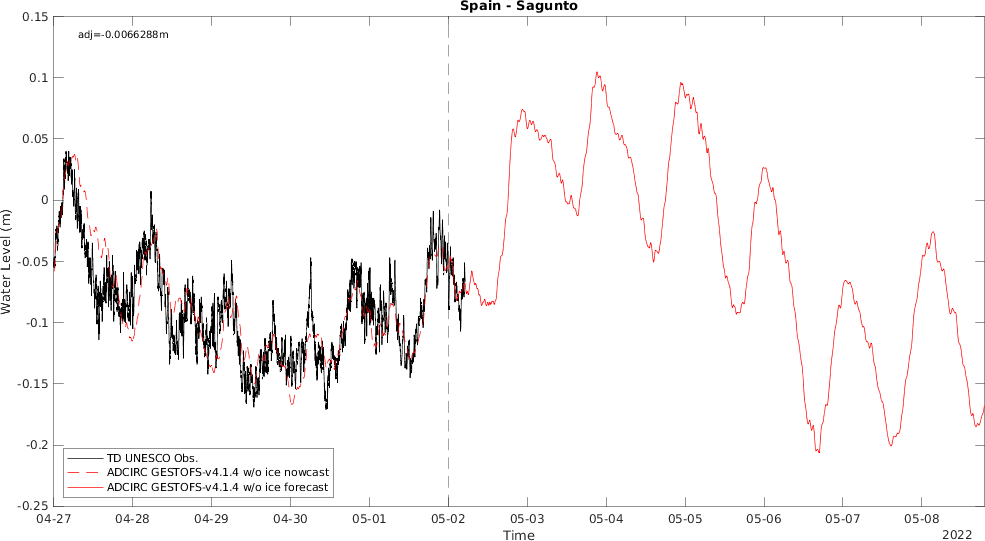 Spain - Sagunto
adj=-0.0066288m
Water Level (m)
0.15
0.1
0.05
0
-0.05
-0.1
-0.15
-0.2
-0.25
TD UNESCO Obs.
ADCIRC GESTOFS-v4.1.4 w/o ice nowcast
ADCIRC GESTOFS-v4.1.4 w/o ice forecast
04-27 04-28 04-29 04-30 05-01 05-02 05-03 05-04 05-05 05-06 05-07 05-08
Time
2022